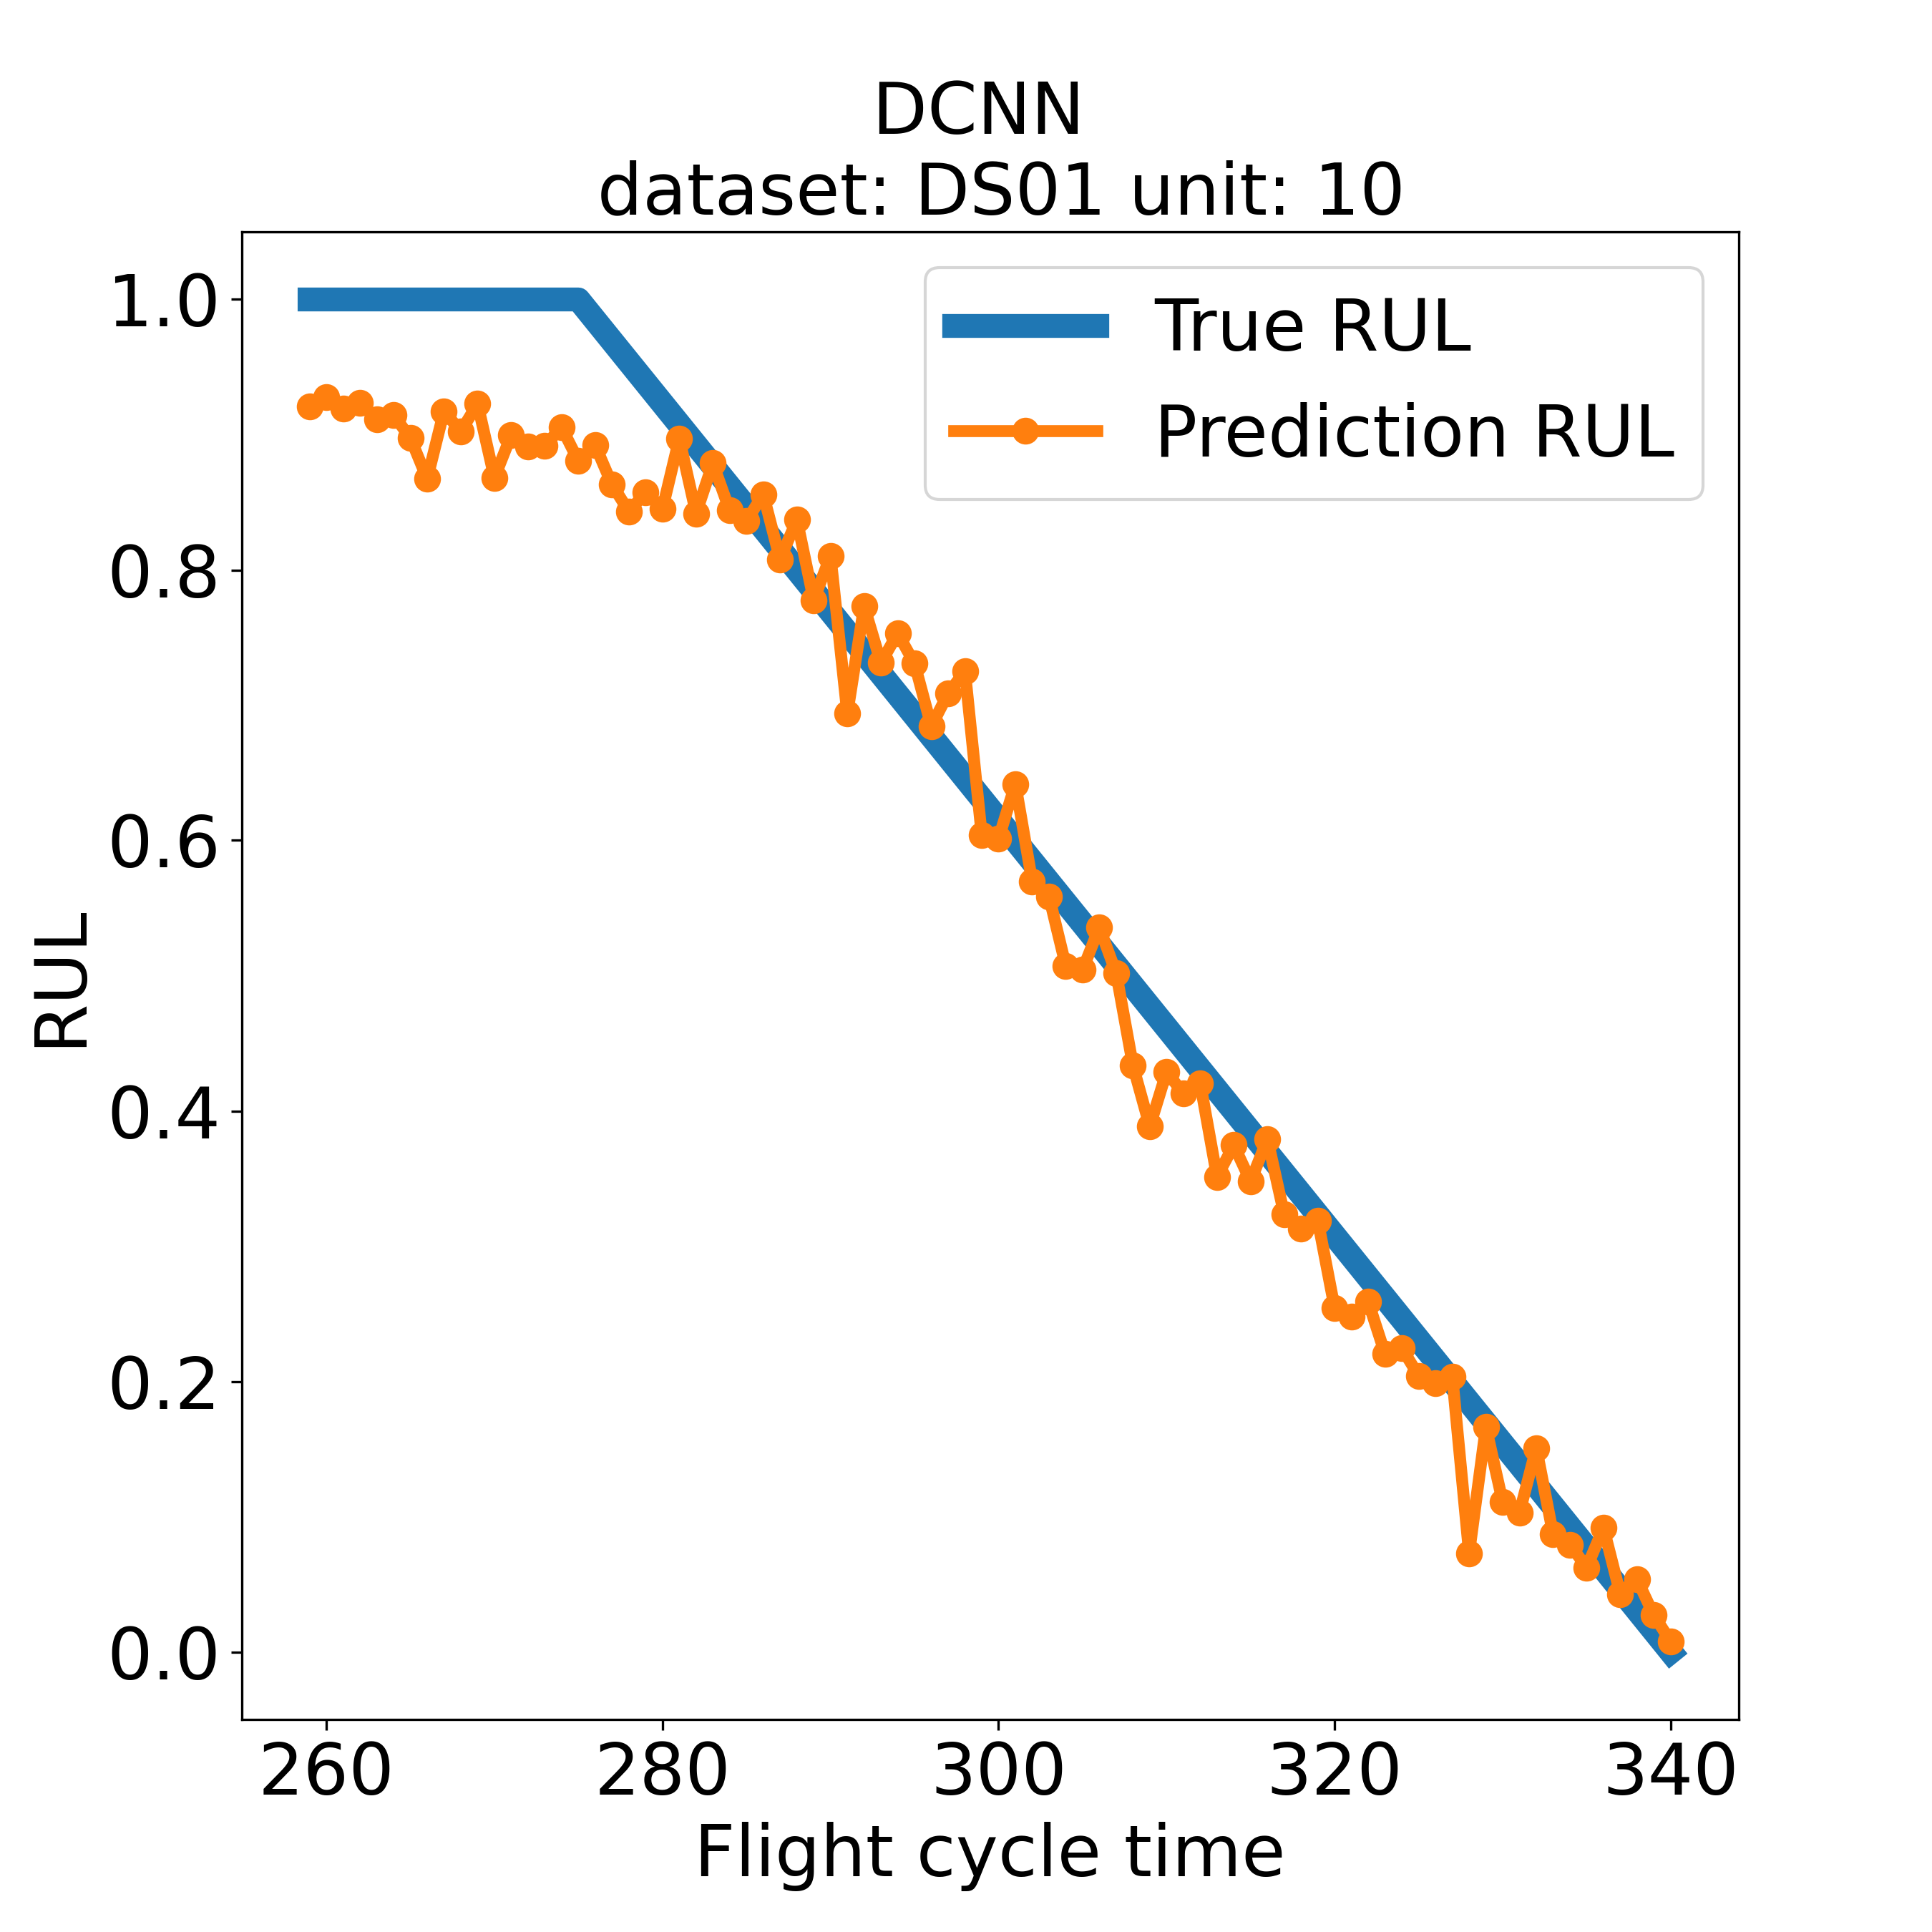 DCNN
dataset: DS01 unit: 10
True RUL
Prediction RUL
1.0
0.8
0.6
0.4
0.2
0.0
RUL
260 280 300 320 340
Flight cycle time